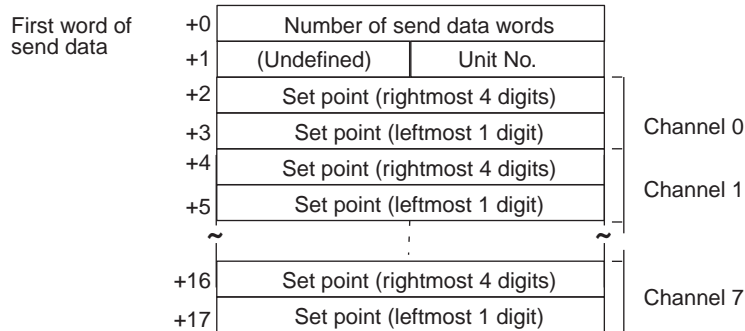 First word of
send data
+0 Number of send data words
+1 (Undefined) Unit No.
+2 Set point (rightmost 4 digits)
+3 Set point (leftmost 1 digit)
Channel 0
+4 Set point (rightmost 4 digits)
+5 Set point (leftmost 1 digit)
Channel 1
~ ~
+16 Set point (rightmost 4 digits)
+17 Set point (leftmost 1 digit)
Channel 7